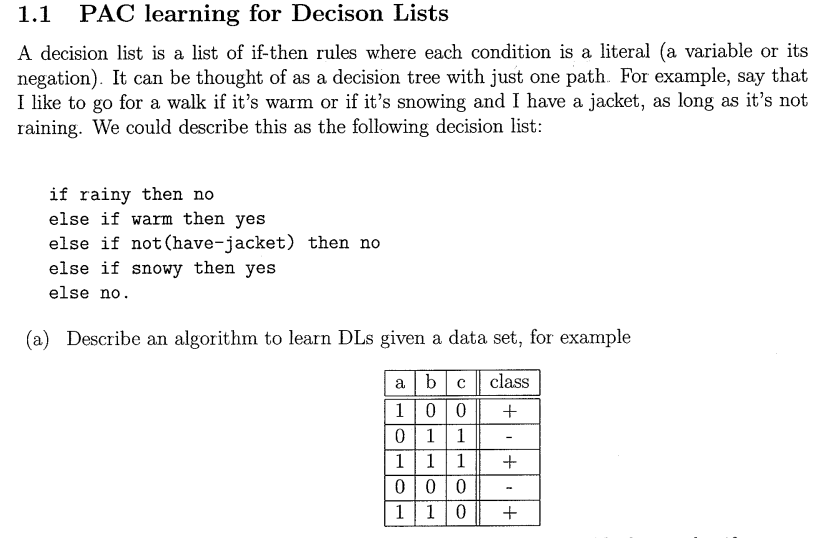 1.1 PAC learning for Decison Lists
A decision list is a list of if-then rules where each condition is a literal (a variable or its
negation). It can be thought of as a decision tree with just one path. For example, say that
I like to go for a walk if it's warm or if it's snowing and I have a jacket, as long as it's not
raining. We could describe this as the following decision list:
if rainy then no
else if warm then yes
else if not(have-jacket) then no
else if snowy then yes
else no.
(a) Describe an algorithm to learn DLs given a data set, for example
a b c class
1 0 0 +
0 1 1 -
1 1 1 +
0 0 0 -
1 1 0 +